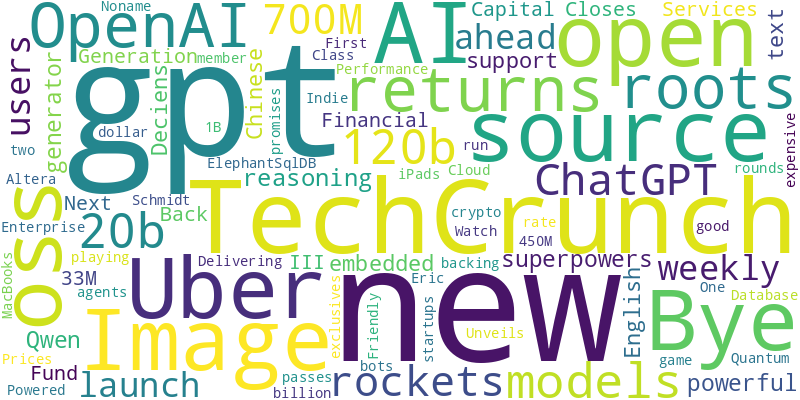 Noname
OpenAI
700M
AI
Capital Closes
Services
text
users
Generation
member
First
Class
Performance
ahead
support
open
gpt
generator
Deciens
Chinese
promises
Indie
returns
roots
dollar
1B
Financial
source
expensive
two
ElephantSqlDB
120b
run
Altera
reasoning
iPads
Cloud
ChatGPT
rounds
oss
Next
Schmidt
Back
TechCrunch
crypto
rate
good
Enterprise
20b
Watch
450M
playing
Delivering
III
embedded
backing
superpowers
weekly
MacBooks
33M
agents
Uber
exclusives
Friendly
Eric
startups
new
English
One
Database
Qwen
Image
Unveils
Bye
Prices
Fund
bots
game
Quantum
Powered
launch
passes
billion
rockets
models
powerful